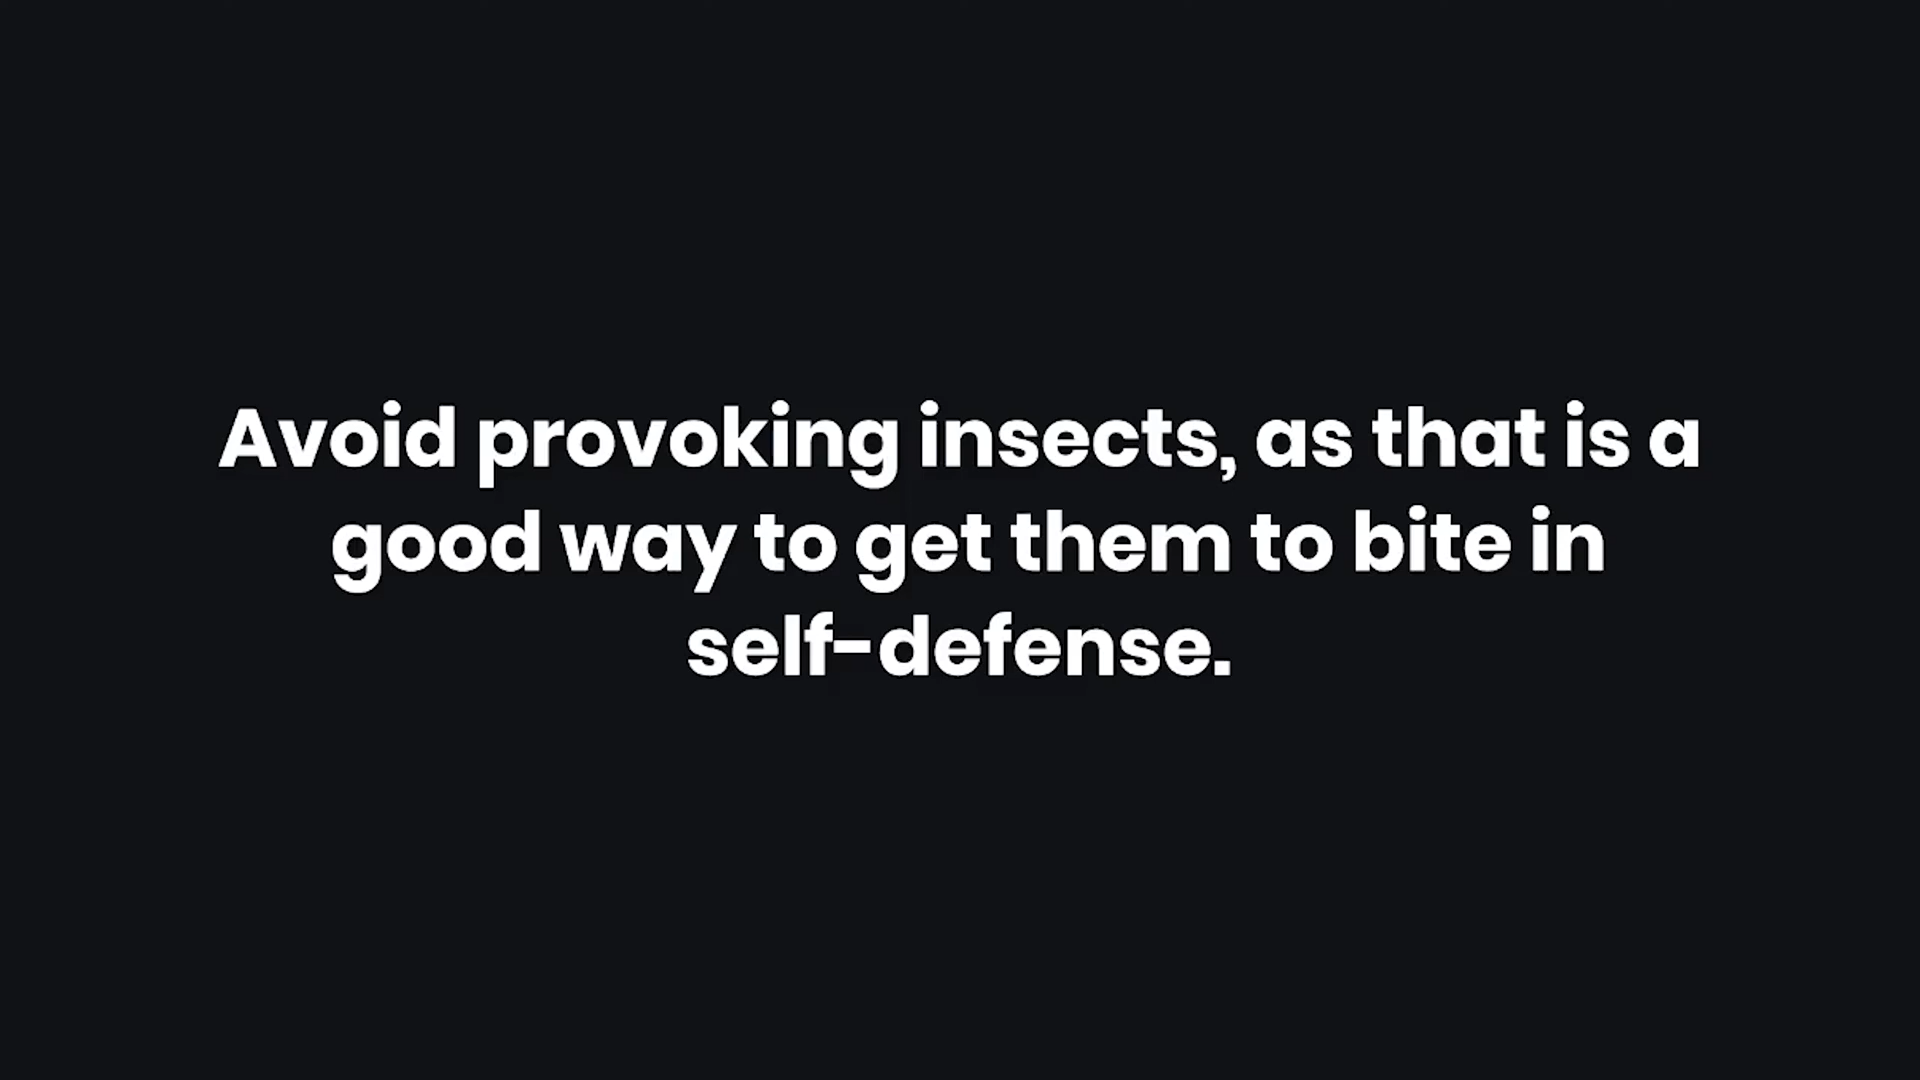 Avoid provoking insects, as that is a
good way to get them to bite in
self-defense.